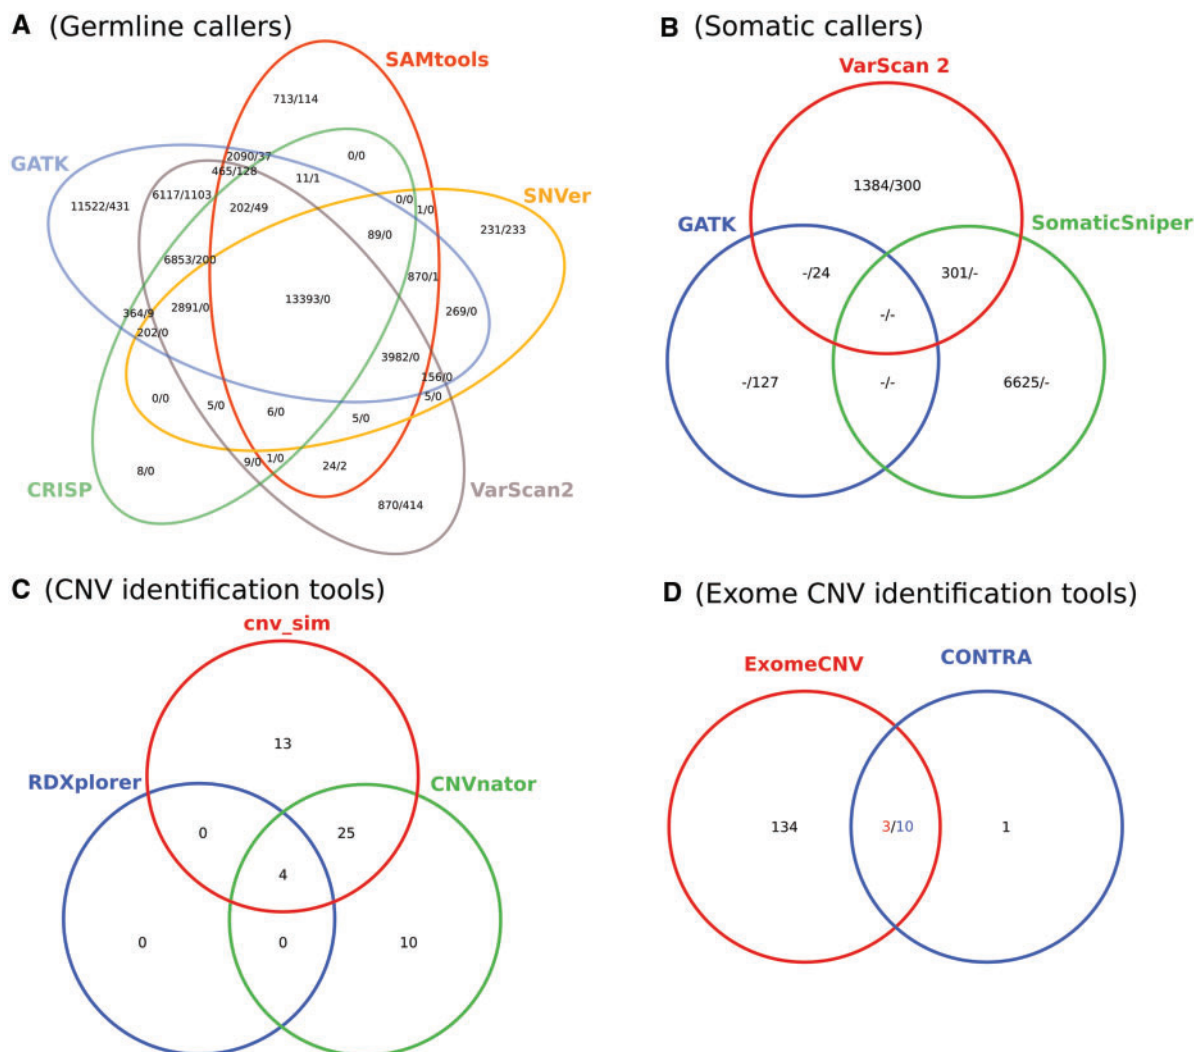 A (Germline callers)
SAMtools
713/114
GATK
2090/37
0/0
465/128
11/1
SNVer
6117/1103
11522/431
202/49
0/0
1/0
231/233
89/0
6853/200
870/1
13393/0
2891/0
364/9
269/0
202/0
3982/0
156/0
0/0
5/0
5/0
6/0
5/0
9/0
1/0
24/2
8/0
CRISP
VarScan2
870/414
B (Somatic callers)
VarScan 2
1384/300
GATK
SomaticSniper
-/24
301/-
-/-
-/127
-/-
6625/-
C (CNV identification tools)
cnv_sim
13
RDXplorer
CNVnator
0
25
4
0
0
10
D (Exome CNV identification tools)
ExomeCNV
CONTRA
134
3/10
1